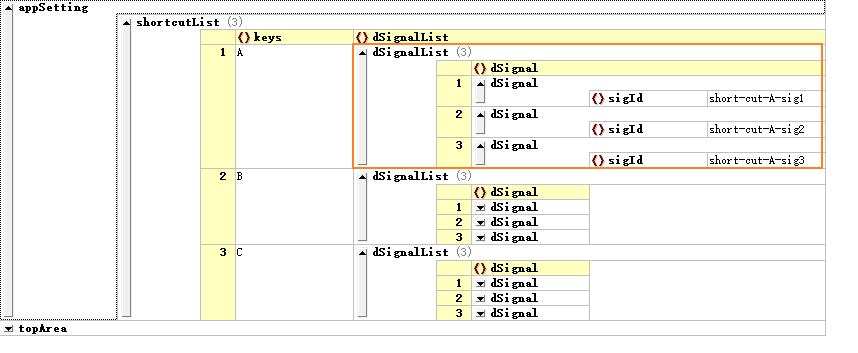 appSetting
shortcutList (3)
{} keys {} dSignalList
1 A dSignalList (3)
{} dSignal
1 dSignal
{} sigId short-cut-A-sig1
2 dSignal
{} sigId short-cut-A-sig2
3 dSignal
{} sigId short-cut-A-sig3
2 B dSignalList (3)
{} dSignal
1 dSignal
2 dSignal
3 dSignal
3 C dSignalList (3)
{} dSignal
1 dSignal
2 dSignal
3 dSignal
topArea